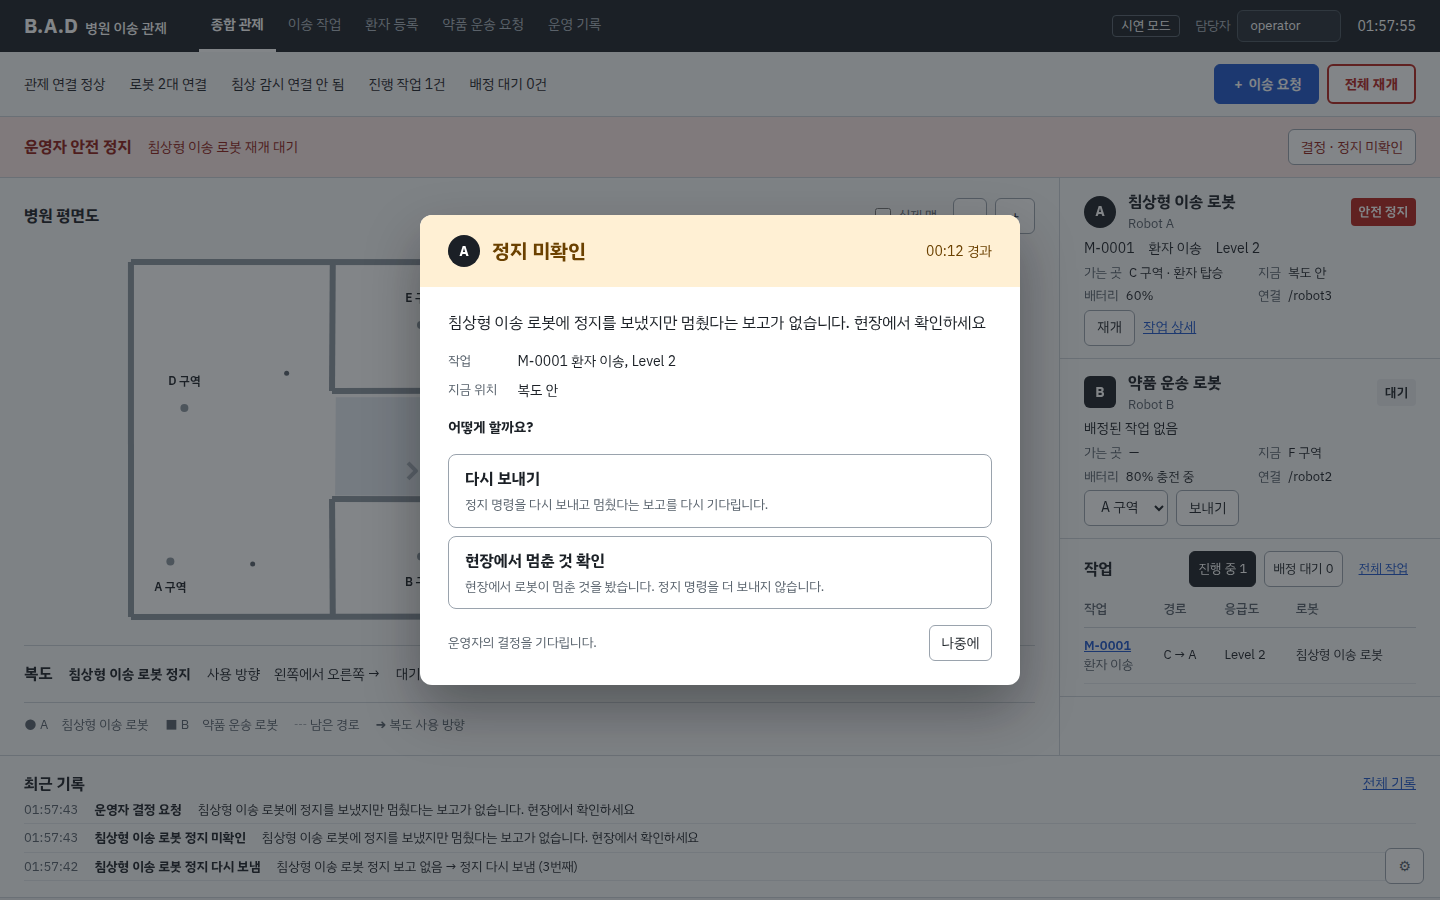 B.A.D 병원 이송 관제 종합 관제 이송 작업 환자 등록 약품 운송 요청 운영 기록 시연 모드 담당자 operator 01:57:55
관제 연결 정상 로봇 2대 연결 침상 감시 연결 안 됨 진행 작업 1건 배정 대기 0건 + 이송 요청 전체 재개
운영자 안전 정지 침상형 이송 로봇 재개 대기 결정 · 정지 미확인
병원 평면도
D 구역
A 구역
복도 침상형 이송 로봇 정지 사용 방향 왼쪽에서 오른쪽 → 대기
● A 침상형 이송 로봇 ■ B 약품 운송 로봇 ┄ 남은 경로 → 복도 사용 방향
A 정지 미확인 00:12 경과
침상형 이송 로봇에 정지를 보냈지만 멈췄다는 보고가 없습니다. 현장에서 확인하세요
작업 M-0001 환자 이송, Level 2
지금 위치 복도 안
어떻게 할까요?
다시 보내기
정지 명령을 다시 보내고 멈췄다는 보고를 다시 기다립니다.
현장에서 멈춘 것 확인
현장에서 로봇이 멈춘 것을 봤습니다. 정지 명령을 더 보내지 않습니다.
운영자의 결정을 기다립니다. 나중에
A 침상형 이송 로봇 안전 정지
Robot A
M-0001 환자 이송 Level 2
가는 곳 C 구역 · 환자 탑승 지금 복도 안
배터리 60% 연결 /robot3
재개 작업 상세
B 약품 운송 로봇 대기
Robot B
배정된 작업 없음
가는 곳 — 지금 F 구역
배터리 80% 충전 중 연결 /robot2
A 구역 보내기
작업 진행 중 1 배정 대기 0 전체 작업
작업 경로 응급도 로봇
M-0001 C → A Level 2 침상형 이송 로봇
환자 이송
최근 기록 전체 기록
01:57:43 운영자 결정 요청 침상형 이송 로봇에 정지를 보냈지만 멈췄다는 보고가 없습니다. 현장에서 확인하세요
01:57:43 침상형 이송 로봇 정지 미확인 침상형 이송 로봇에 정지를 보냈지만 멈췄다는 보고가 없습니다. 현장에서 확인하세요
01:57:42 침상형 이송 로봇 정지 다시 보냄 침상형 이송 로봇 정지 보고 없음 → 정지 다시 보냄 (3번째)